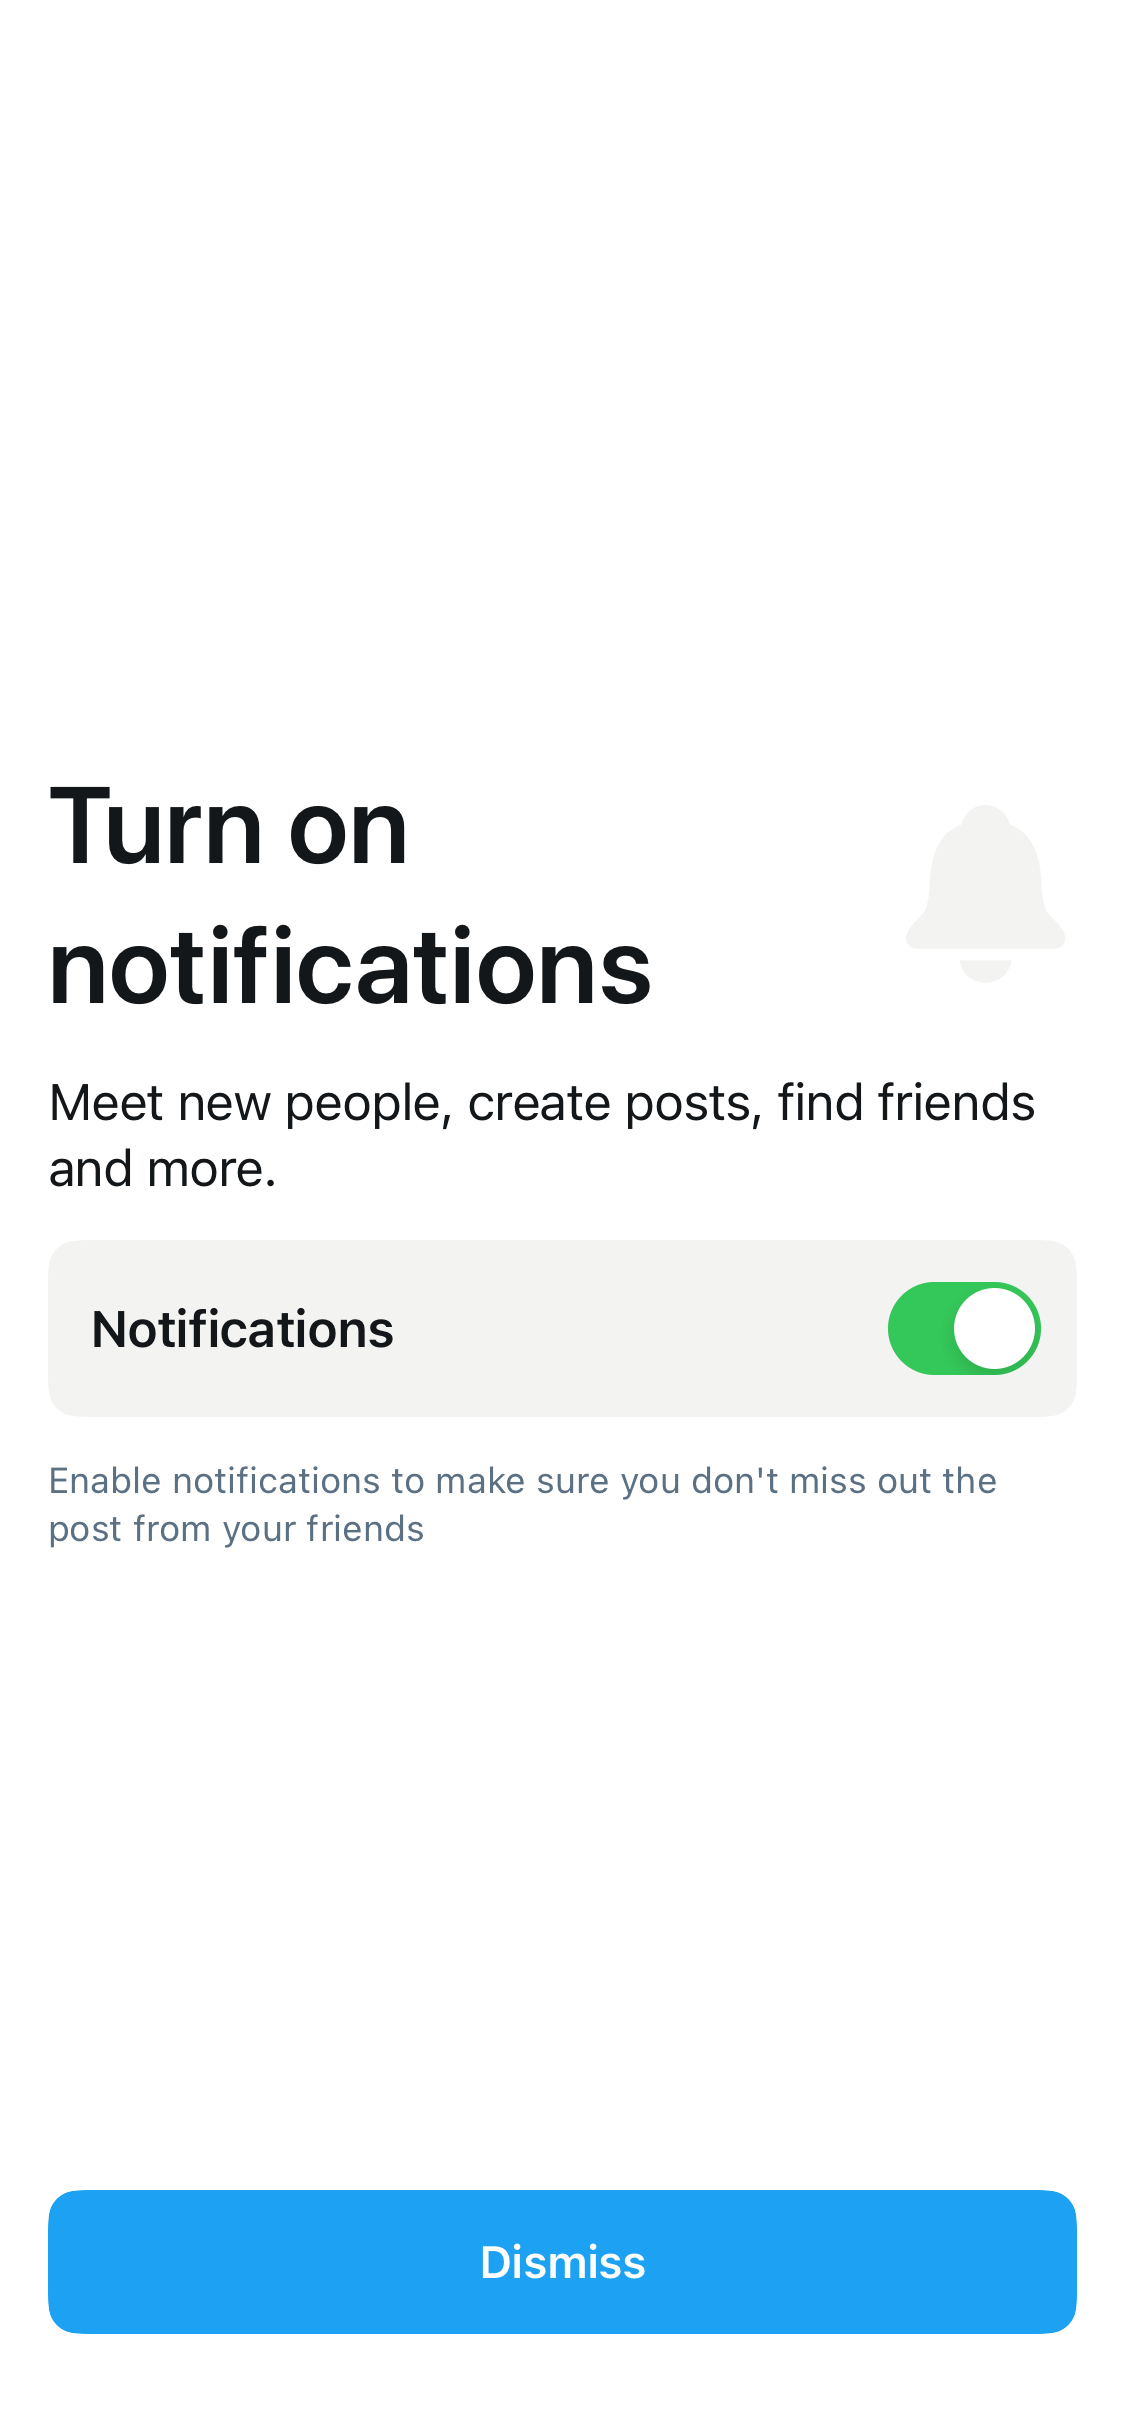 Turn on
notifications
Meet new people, create posts, find friends
and more.
Notifications
Enable notifications to make sure you don't miss out the
post from your friends
Dismiss